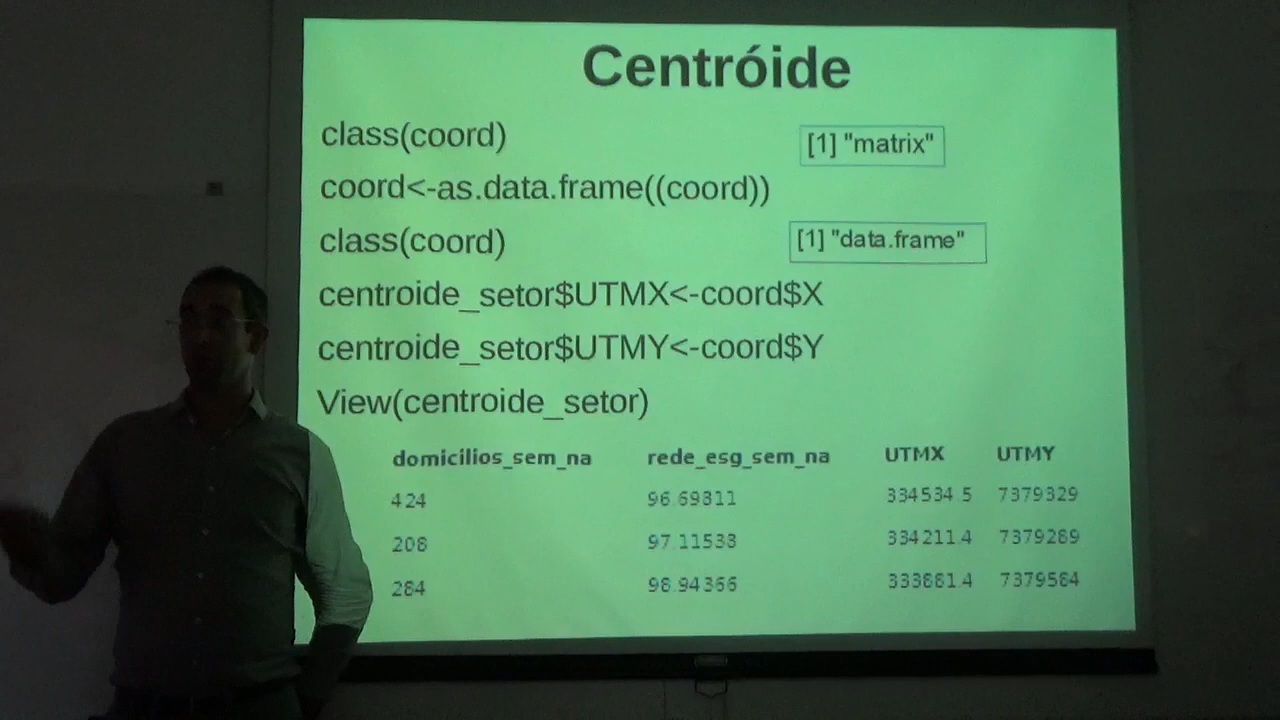 Centróide
class(coord)
[1] "matrix"
coord<-as.data.frame((coord))
class(coord)
[1] "data.frame"
centroide_setor$UTMX<-coord$X
centroide_setor$UTMY<-coord$Y
View(centroide_setor)
domicilios_sem_na rede_esg_sem_na UTMX UTMY
424 96.69811 334534.5 7379329
208 97.11538 334211.4 7379289
284 98.94366 333881.4 7379584